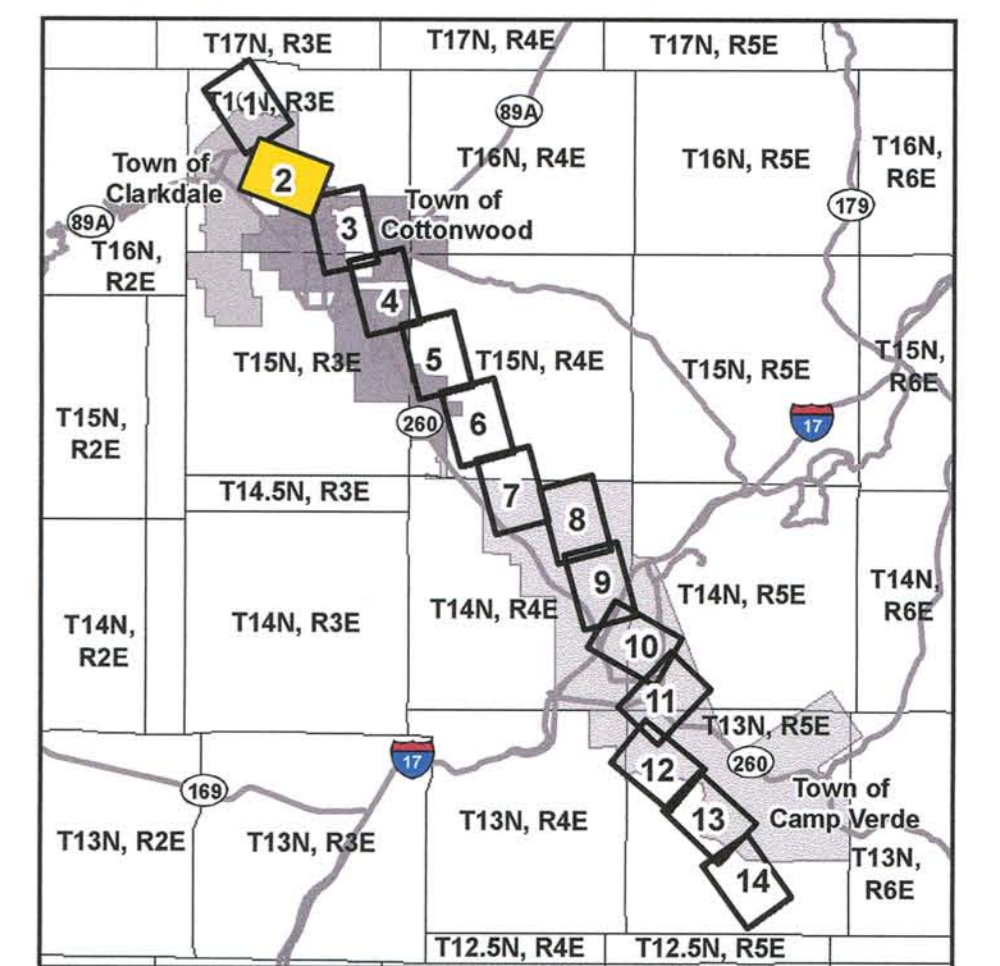 T17N, R3E
T17N, R4E
T17N, R5E
1
T16N, R3E
89A
T16N, R4E
T16N, R5E
T16N,
R6E
Town of
Clarkdale
2
179
89A
3
Town of
Cottonwood
T16N,
R2E
4
T15N, R3E
5
T15N, R4E
T15N, R5E
T15N,
R6E
T15N,
R2E
260
6
17
T14.5N, R3E
7
8
9
T14N, R4E
T14N, R5E
T14N,
R6E
T14N,
R2E
T14N, R3E
10
11
T13N, R5E
17
12
260
169
Town of
Camp Verde
13
T13N, R4E
T13N, R2E
T13N, R3E
T13N,
R6E
14
T12.5N, R4E
T12.5N, R5E